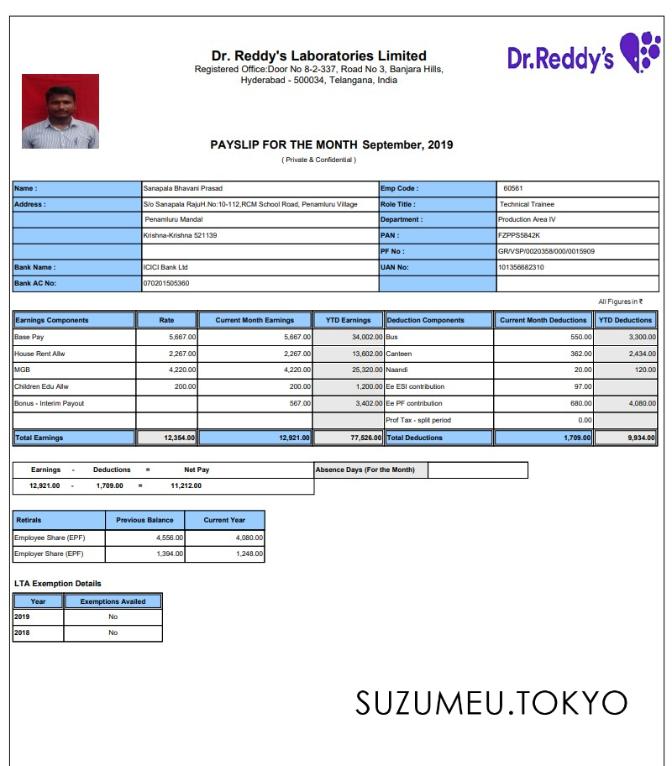 Dr. Reddy's Laboratories Limited
Registered Office:Door No 8-2-337, Road No 3, Banjara Hills,
Hyderabad - 500034, Telangana, India
Dr.Reddy's
PAYSLIP FOR THE MONTH September, 2019
( Private & Confidential )
Name : Sanapala Bhavani Prasad Emp Code : 60561
Address : S/o Sanapala RajuH.No:10-112,RCM School Road, Penamluru Village Role Title : Technical Trainee
Penamluru Mandal Department : Production Area IV
Krishna-Krishna 521139 PAN : FZPPS5842K
PF No : GR/VSP/0020358/000/0015909
Bank Name : ICICI Bank Ltd UAN No: 101356682310
Bank AC No: 070201505360
All Figures in ₹
Earnings Components Rate Current Month Earnings YTD Earnings Deduction Components Current Month Deductions YTD Deductions
Base Pay 5,667.00 5,667.00 34,002.00 Bus 550.00 3,300.00
House Rent Allw 2,267.00 2,267.00 13,602.00 Canteen 362.00 2,434.00
MGB 4,220.00 4,220.00 25,320.00 Naandi 20.00 120.00
Children Edu Allw 200.00 200.00 1,200.00 Ee ESI contribution 97.00
Bonus - Interim Payout 567.00 3,402.00 Ee PF contribution 680.00 4,080.00
Prof Tax - split period 0.00
Total Earnings 12,354.00 12,921.00 77,526.00 Total Deductions 1,709.00 9,934.00
Earnings - Deductions = Net Pay Absence Days (For the Month)
12,921.00 - 1,709.00 = 11,212.00
Retirals Previous Balance Current Year
Employee Share (EPF) 4,556.00 4,080.00
Employer Share (EPF) 1,394.00 1,248.00
LTA Exemption Details
Year Exemptions Availed
2019 No
2018 No
SUZUMEU.TOKYO